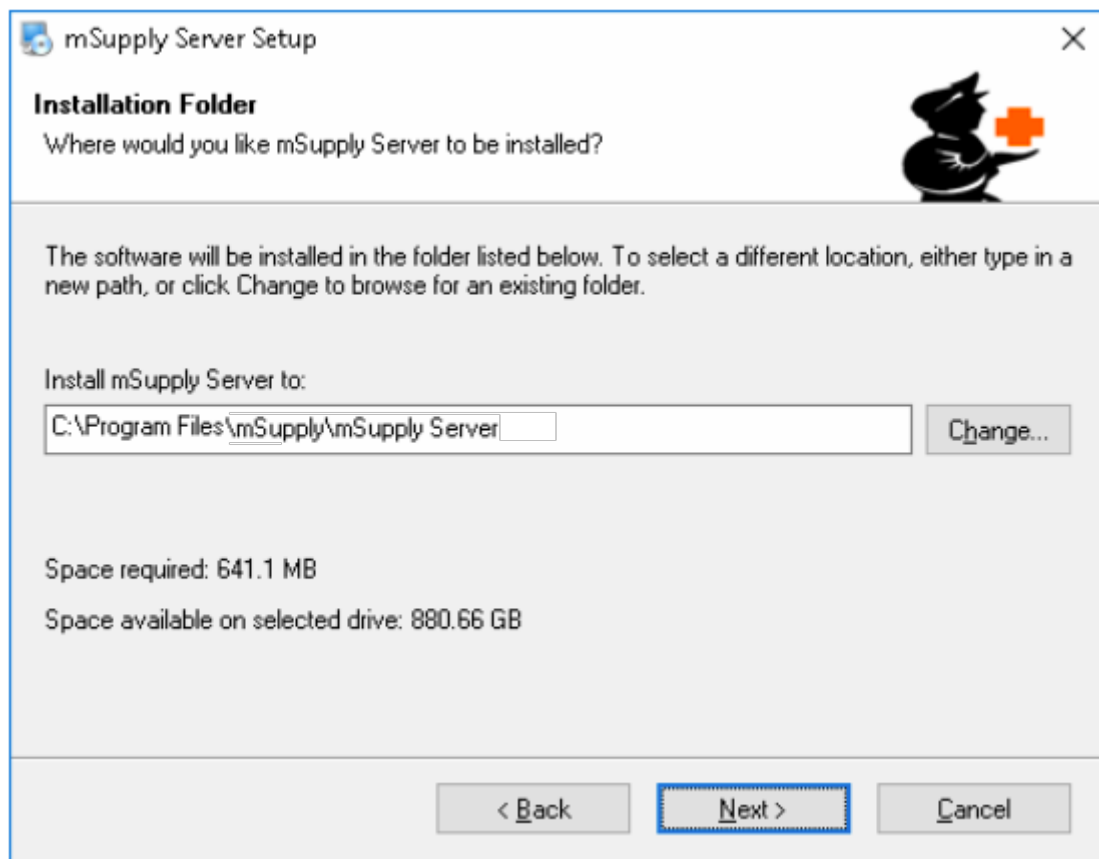 mSupply Server Setup
Installation Folder
Where would you like mSupply Server to be installed?
The software will be installed in the folder listed below. To select a different location, either type in a
new path, or click Change to browse for an existing folder.
Install mSupply Server to:
C:\Program Files\mSupply\mSupply Server
Change...
Space required: 641.1 MB
Space available on selected drive: 880.66 GB
< Back
Next >
Cancel